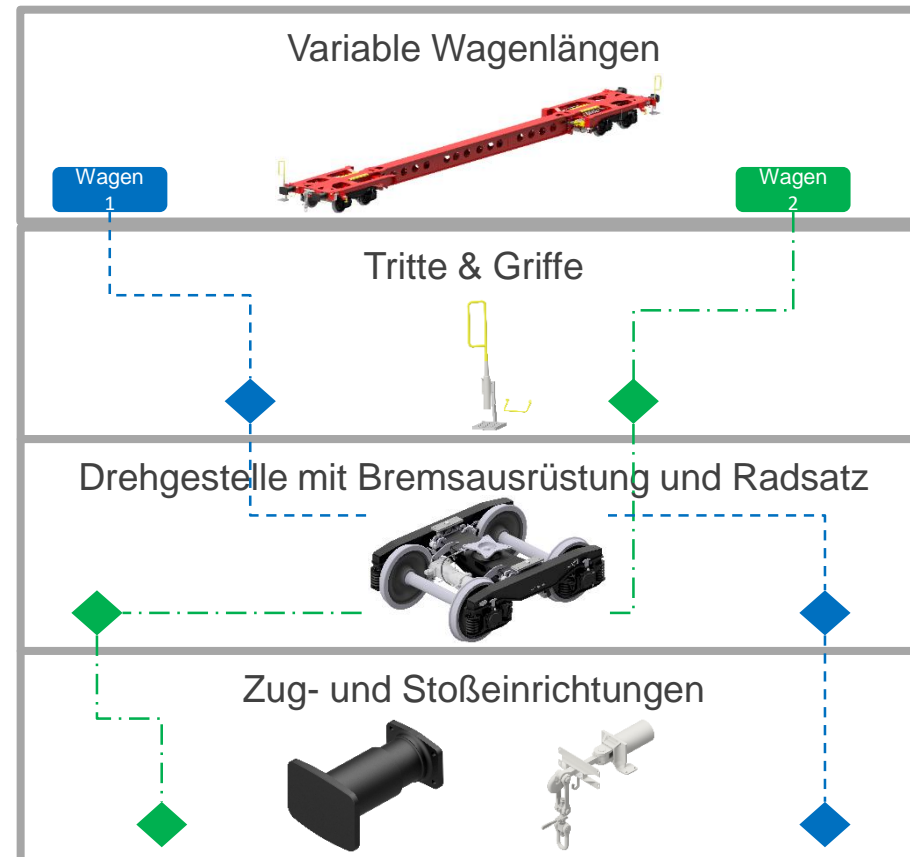 Variable Wagenlängen
Wagen
1
Wagen
2
Tritte & Griffe
Drehgestelle mit Bremsausrüstung und Radsatz
Zug- und Stoßeinrichtungen